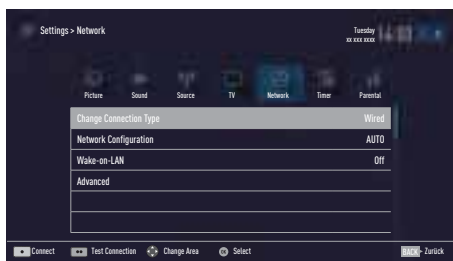 Settings > Network
Tuesday
xx xxx xxxx
Picture Sound Source TV Network Timer Parental
Change Connection Type Wired
Network Configuration AUTO
Wake-on-LAN Off
Advanced
Connect Test Connection Change Area OK Select BACK - Zurück